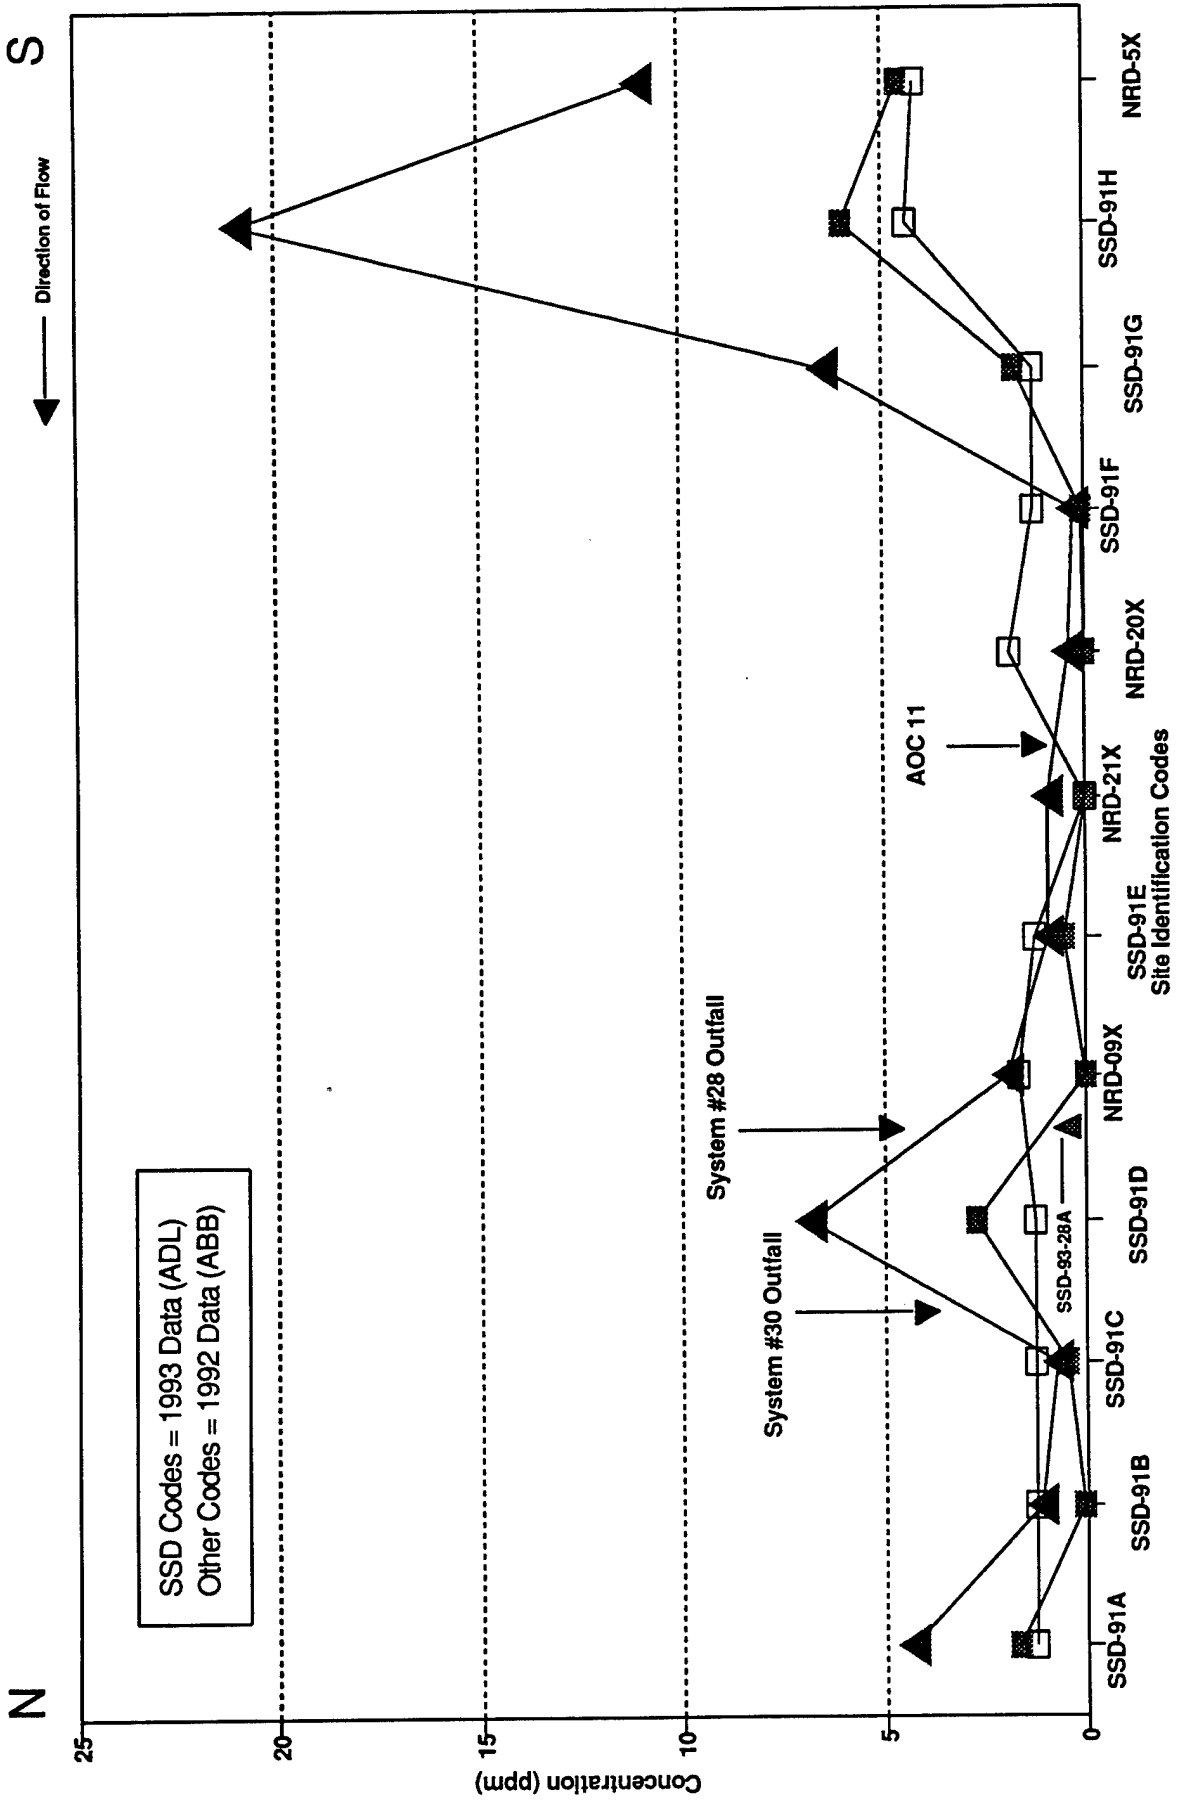 N
S
Direction of Flow
SSD Codes = 1993 Data (ADL)
Other Codes = 1992 Data (ABB)
25
20
15
10
5
0
Concentration (ppm)
System #30 Outfall
System #28 Outfall
AOC 11
SSD-93-28A
SSD-91A
SSD-91B
SSD-91C
SSD-91D
NRD-09X
SSD-91E
NRD-21X
NRD-20X
SSD-91F
SSD-91G
SSD-91H
NRD-5X
Site Identification Codes